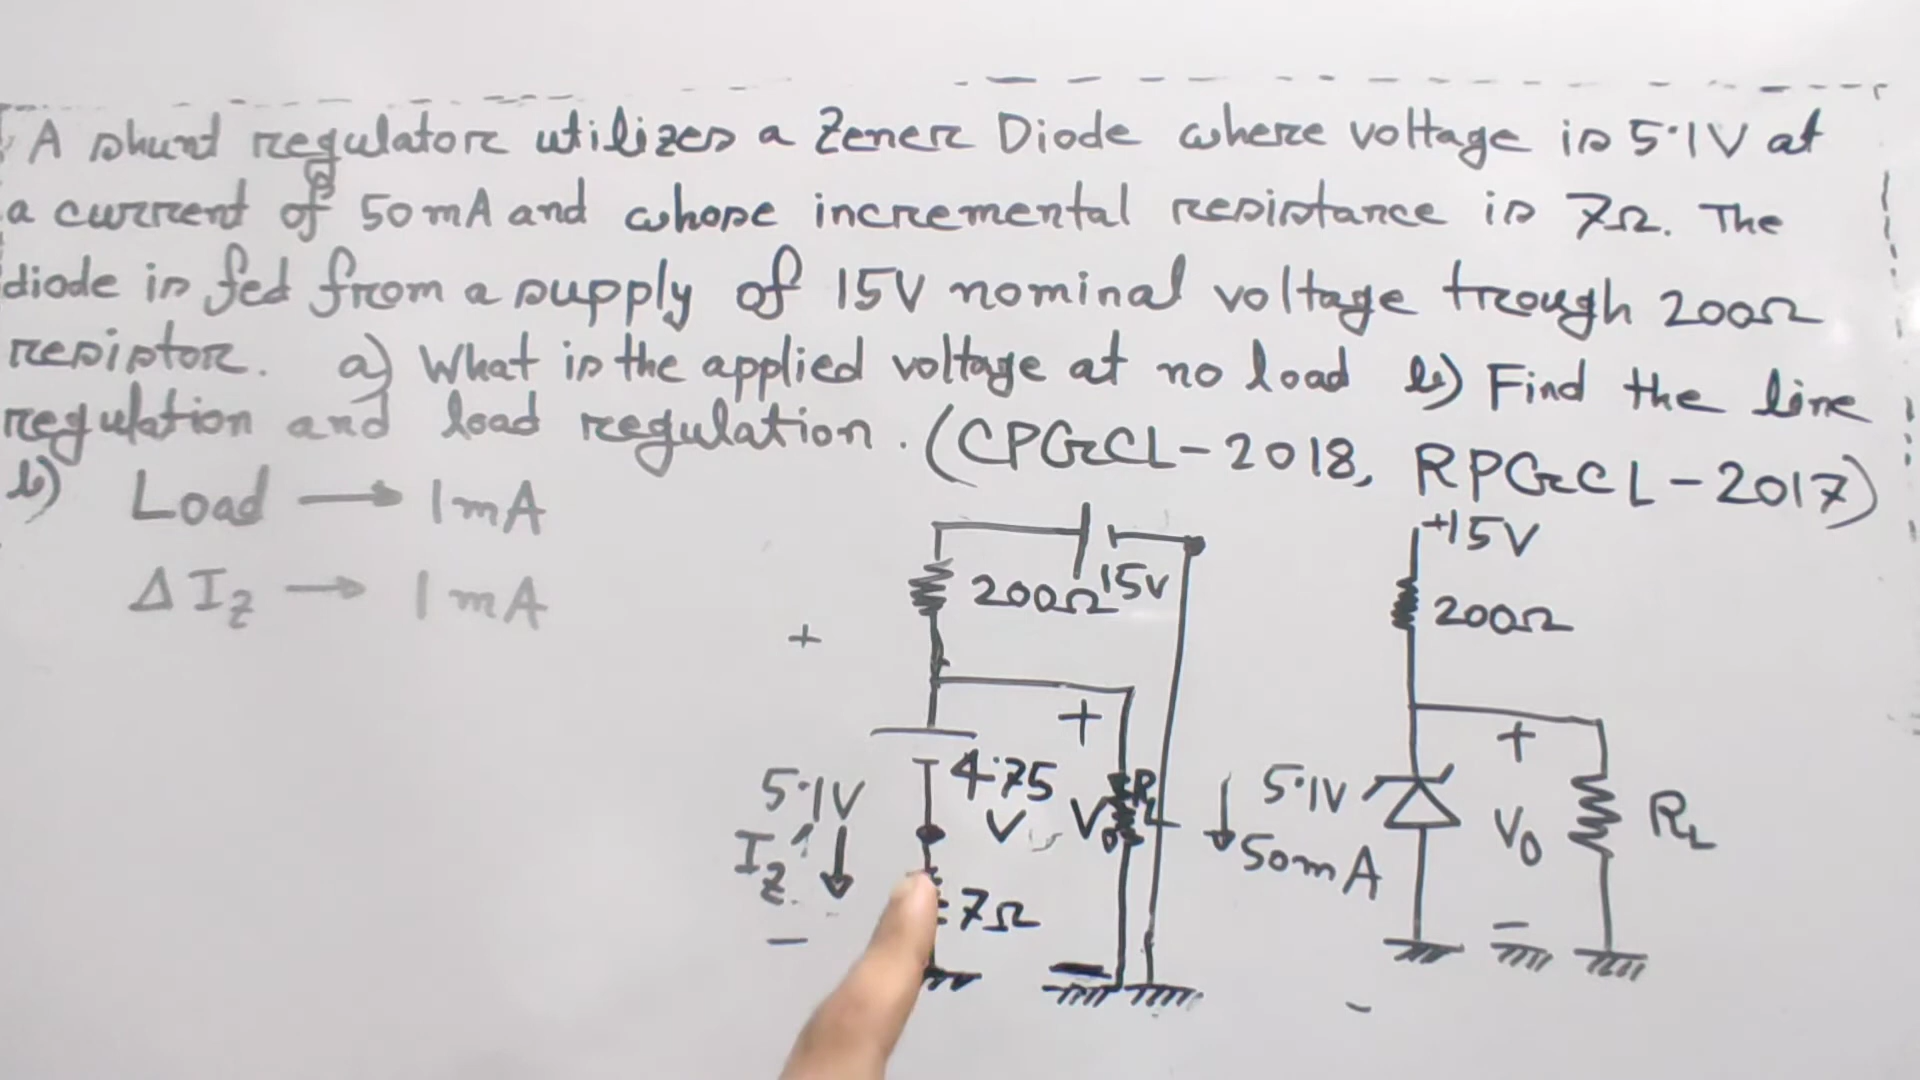 A shunt regulator utilizes a Zener Diode where voltage is 5.1V at
a current of 50mA and whose incremental resistance is 7Ω. The
diode is fed from a supply of 15V nominal voltage trough 200Ω
resistor. a) What is the applied voltage at no load b) Find the line
regulation and load regulation. (CPGCL-2018, RPGCL-2017)
b) Load → 1mA
ΔIz → 1mA
15V
200Ω
+
+
5.1V
4.75
V
Vo
RL
Iz
7Ω
-
-
+15V
200Ω
+
5.1V
50mA
Vo
RL
-